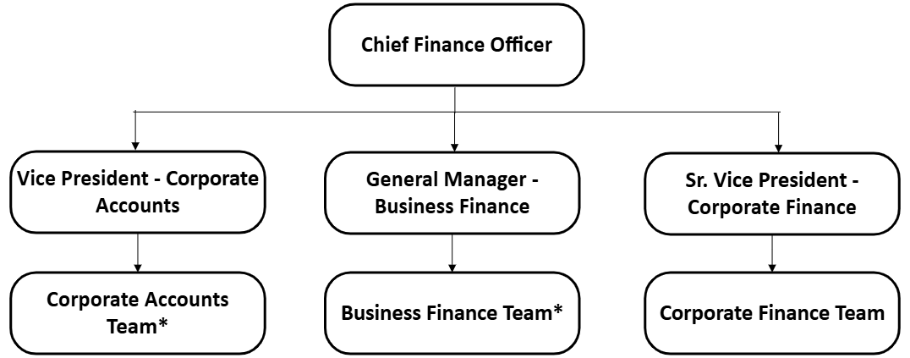 Chief Finance Officer
Vice President - Corporate
Accounts
General Manager -
Business Finance
Sr. Vice President -
Corporate Finance
Corporate Accounts
Team*
Business Finance Team*
Corporate Finance Team